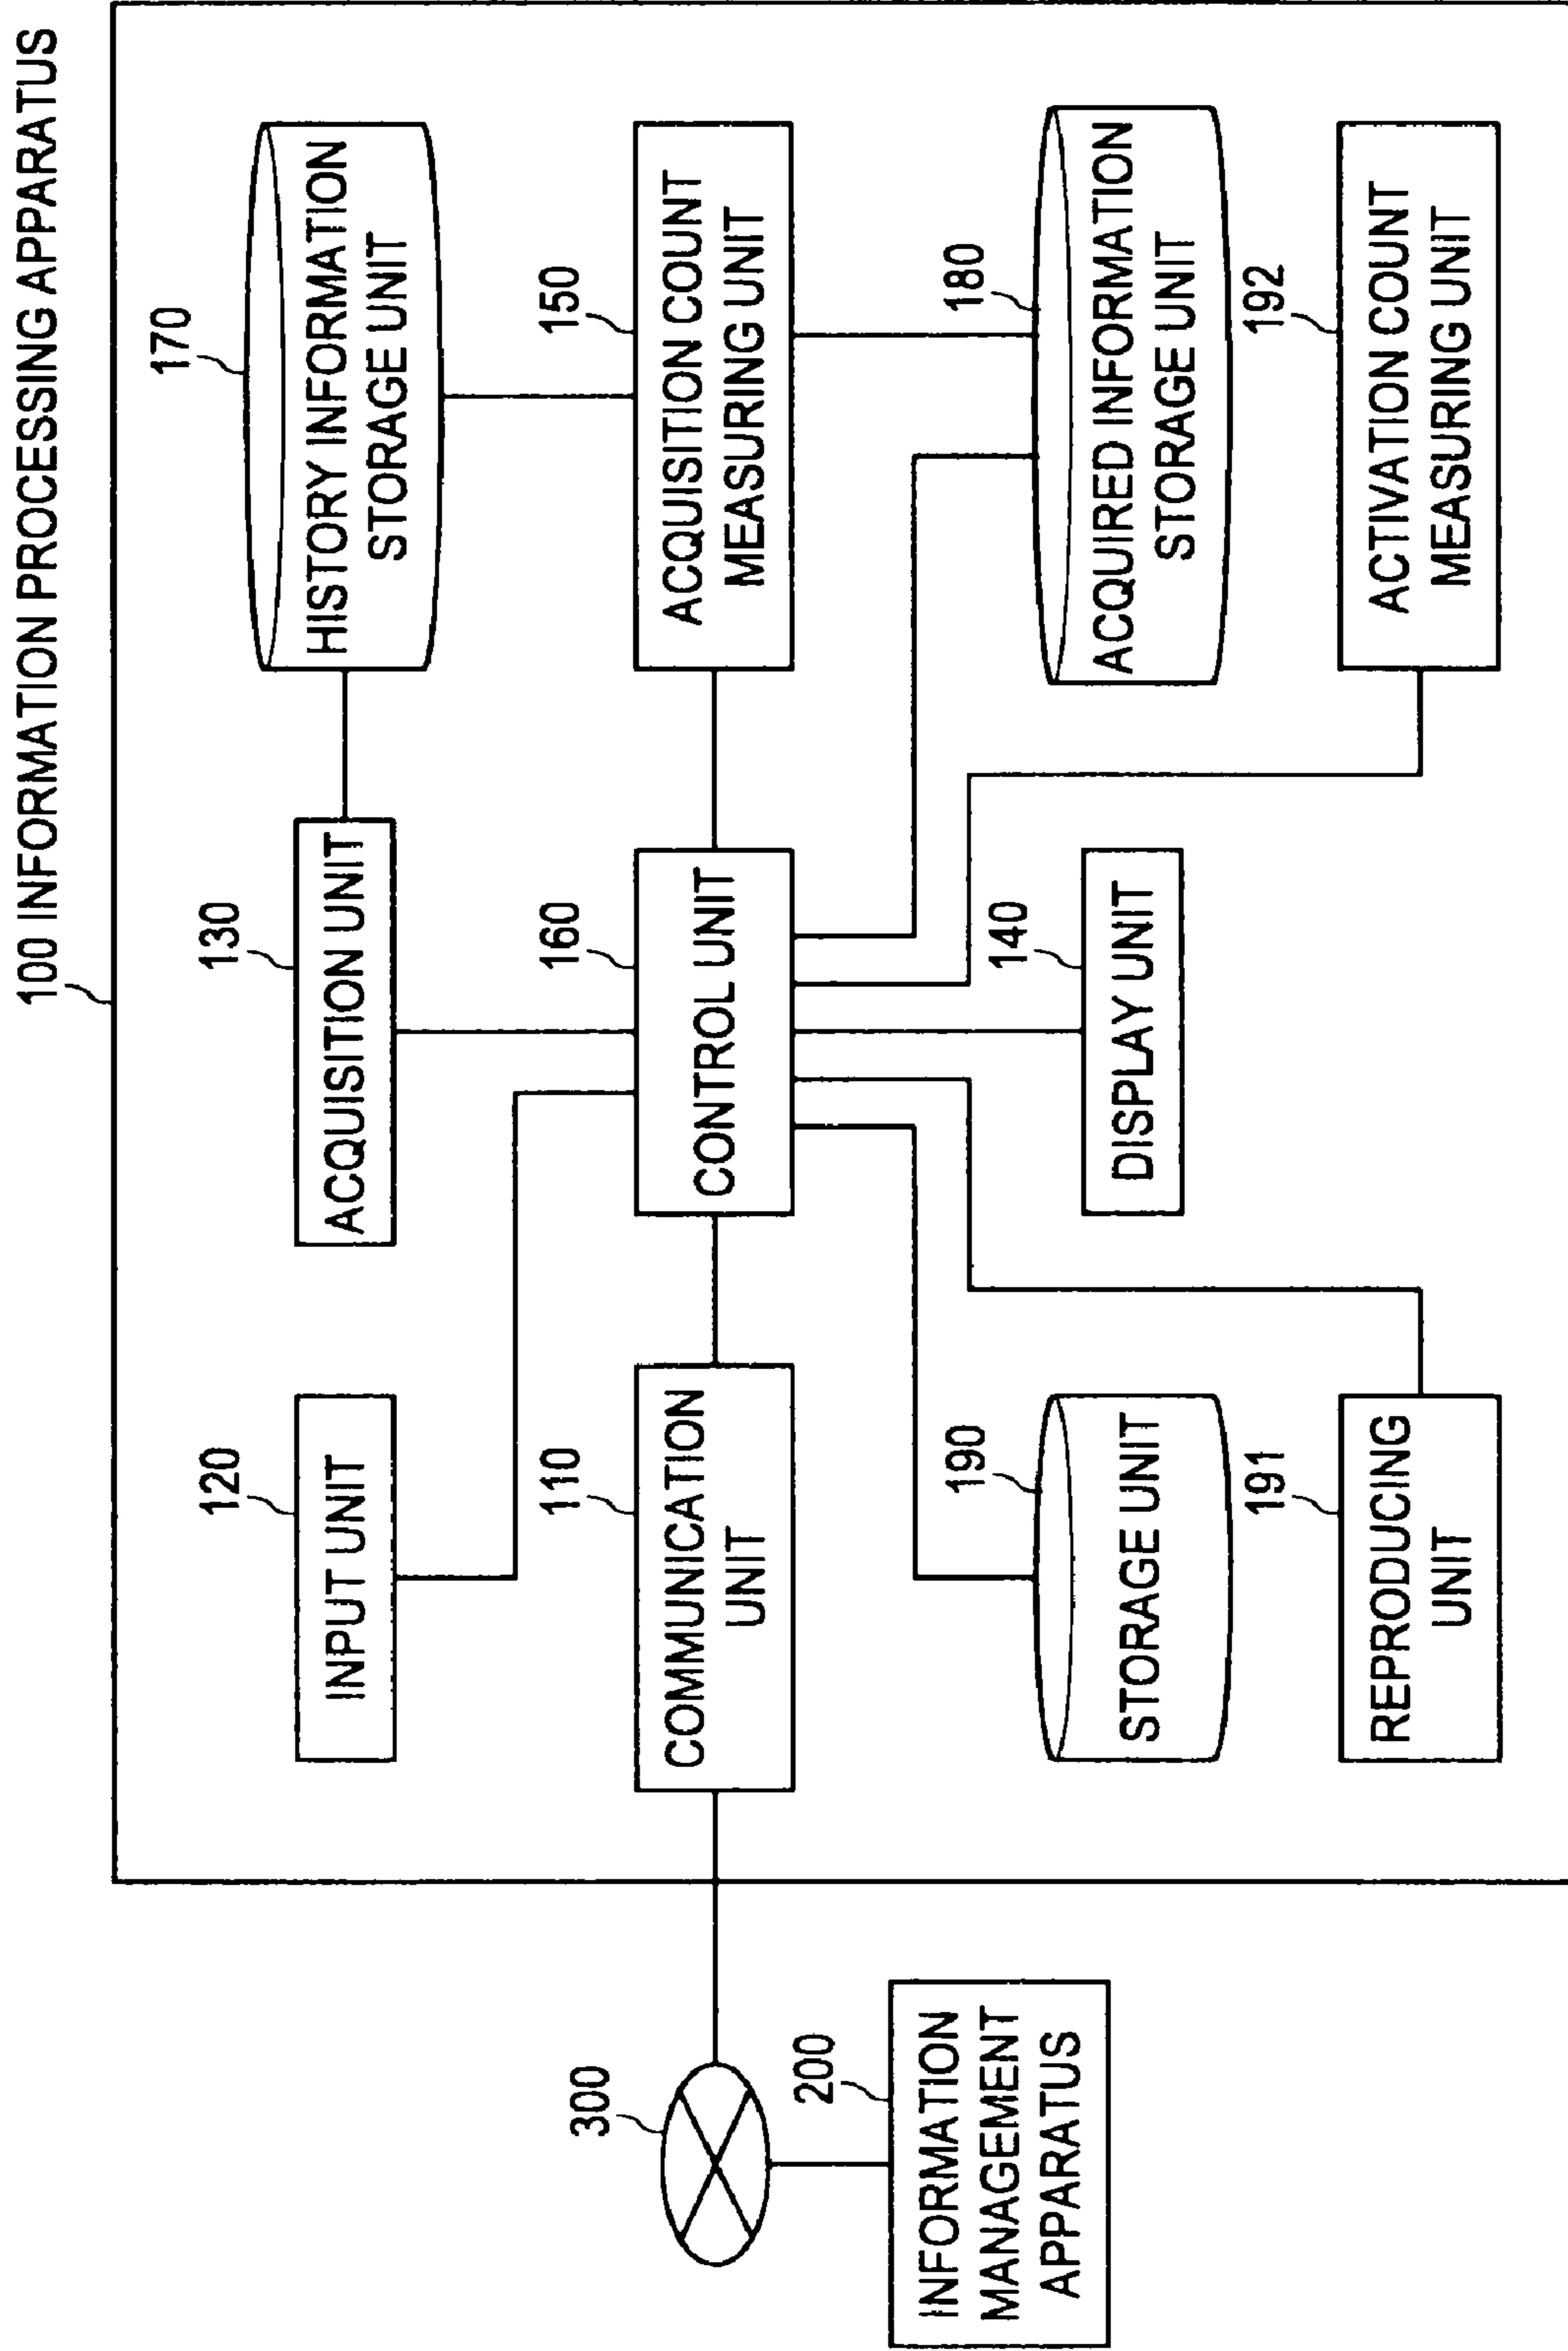 100 INFORMATION PROCESSING APPARATUS
120
INPUT UNIT
130
ACQUISITION UNIT
170
HISTORY INFORMATION
STORAGE UNIT
300
110
COMMUNICATION
UNIT
160
CONTROL UNIT
150
ACQUISITION COUNT
MEASURING UNIT
200
INFORMATION
MANAGEMENT
APPARATUS
190
STORAGE UNIT
140
DISPLAY UNIT
180
ACQUIRED INFORMATION
STORAGE UNIT
191
REPRODUCING
UNIT
192
ACTIVATION COUNT
MEASURING UNIT